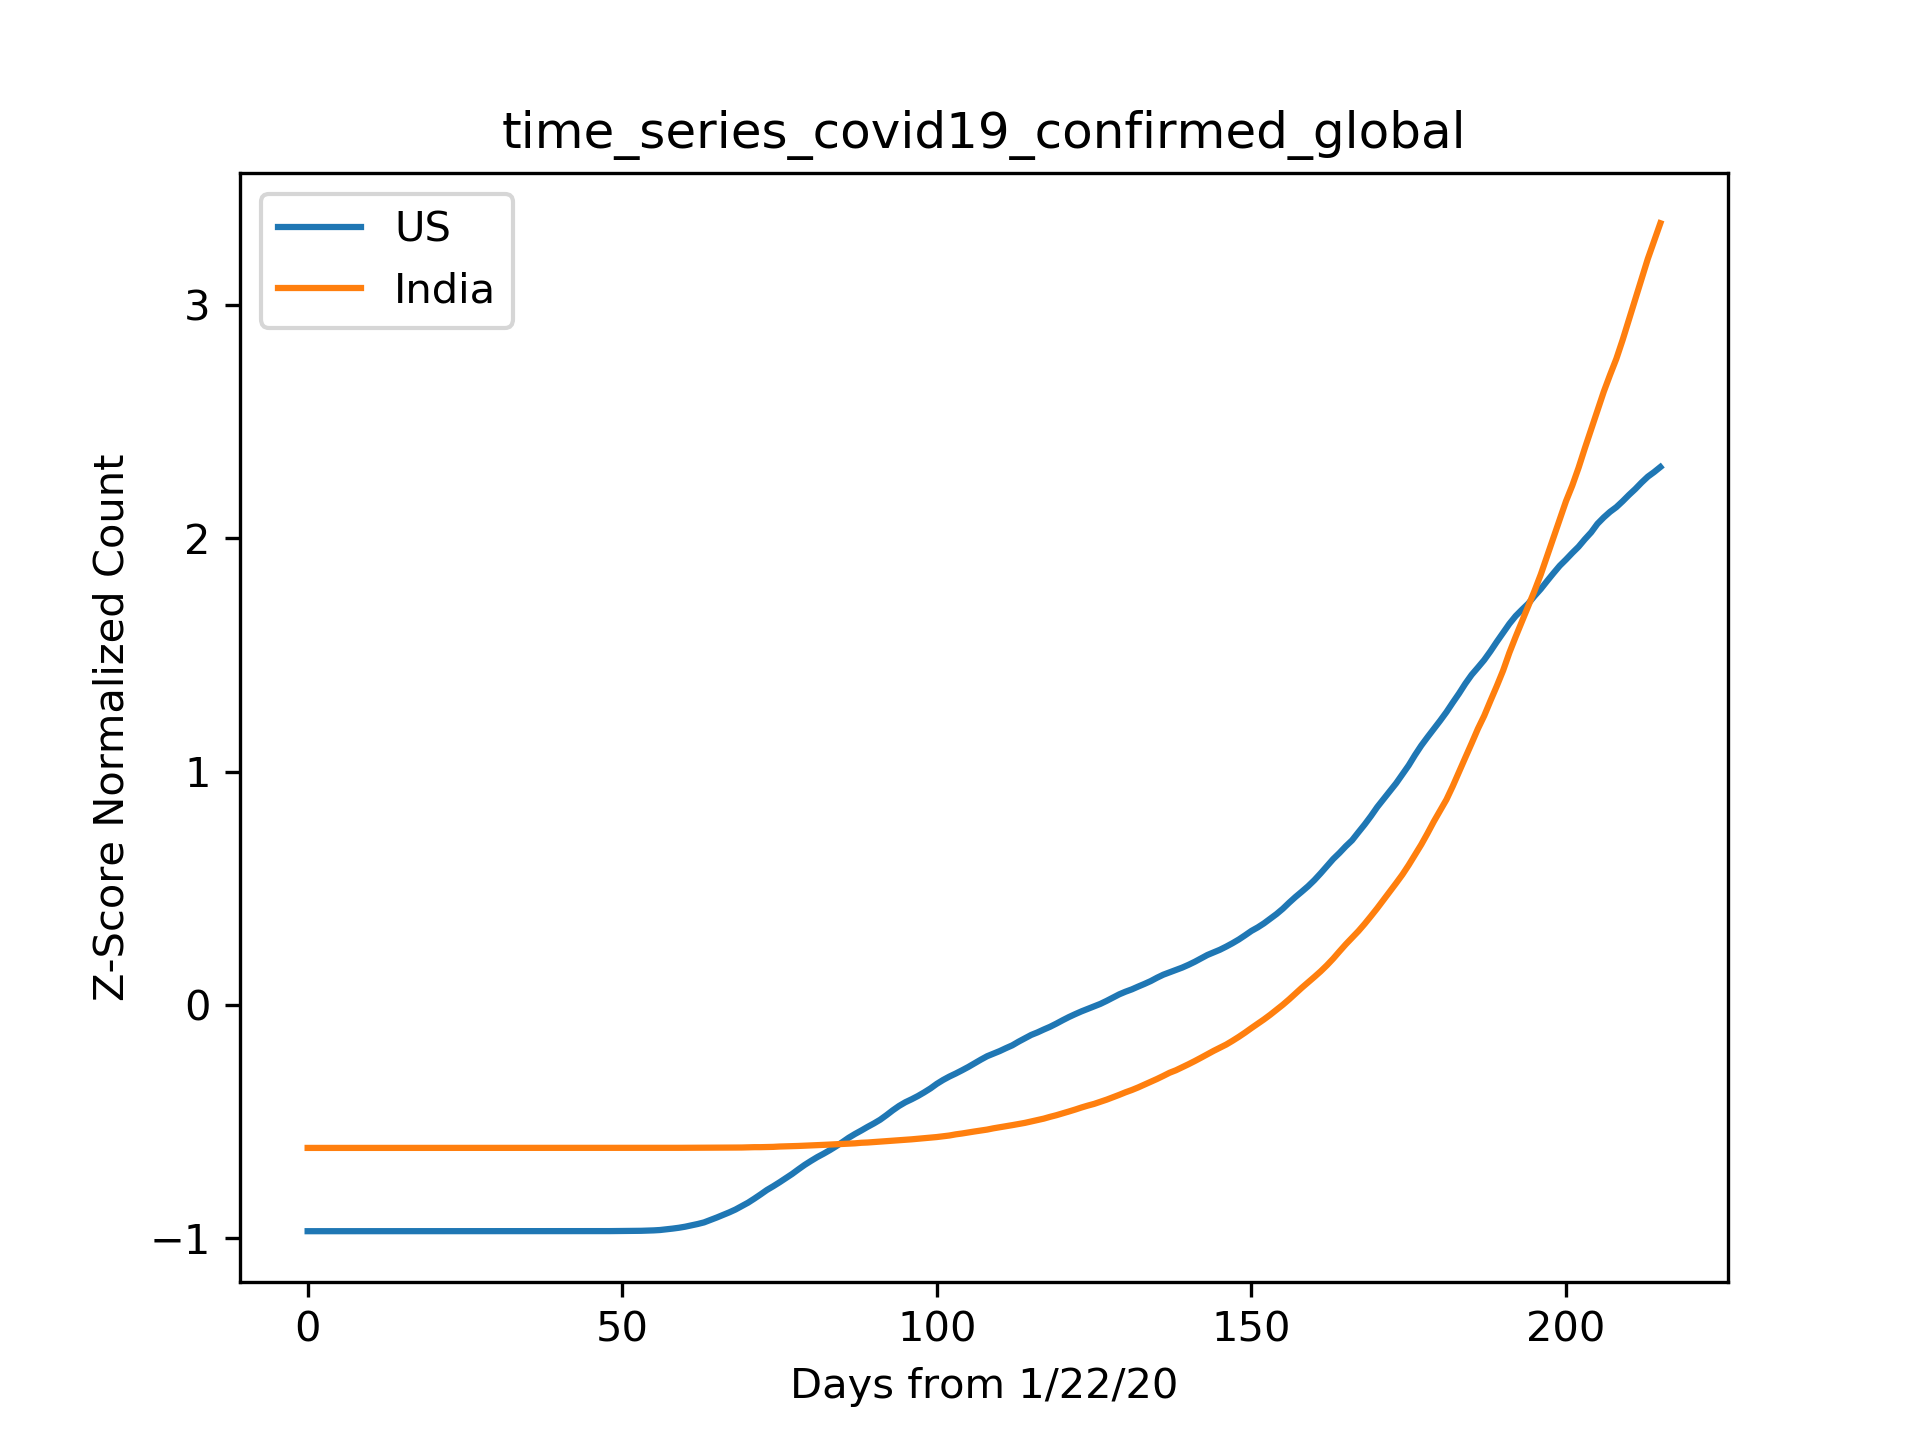 time_series_covid19_confirmed_global
US
India
Z-Score Normalized Count
3
2
1
0
−1
0 50 100 150 200
Days from 1/22/20